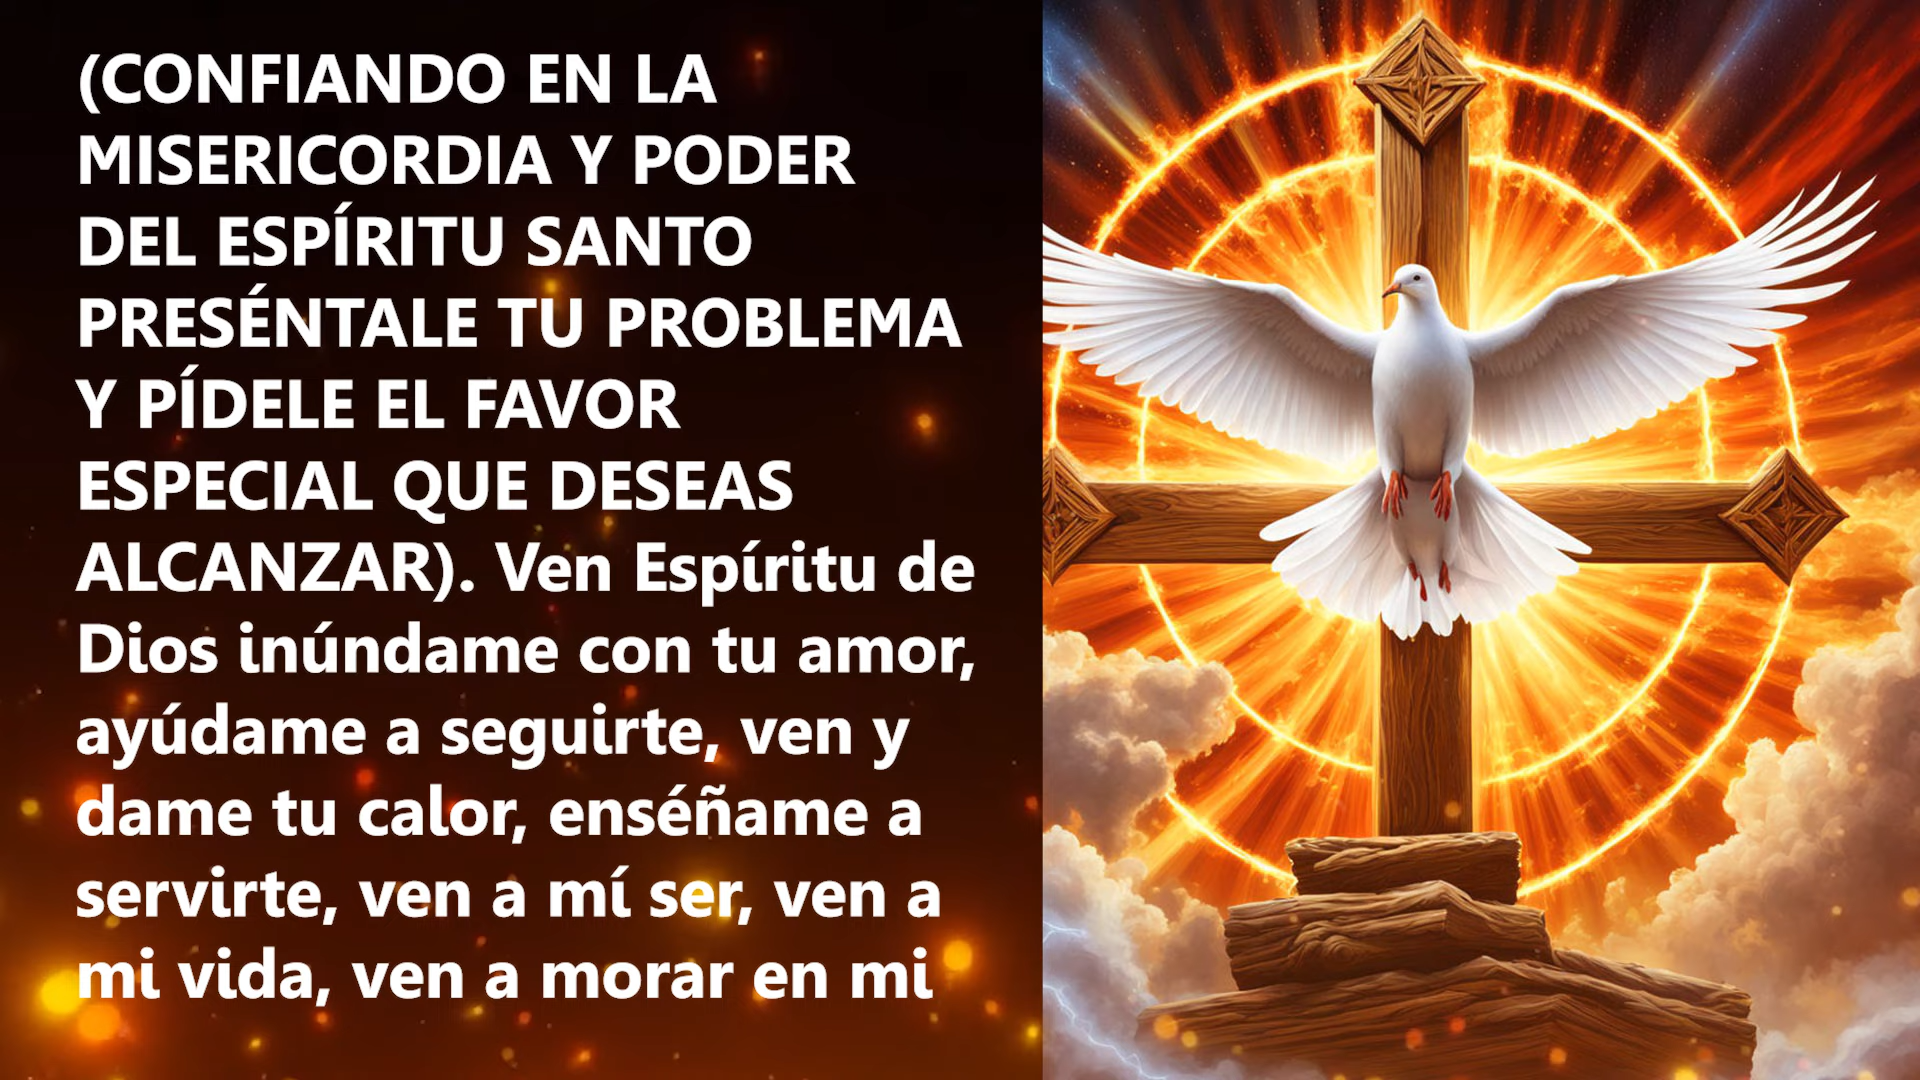 (CONFIANDO EN LA
MISERICORDIA Y PODER
DEL ESPÍRITU SANTO
PRESÉNTALE TU PROBLEMA
Y PÍDELE EL FAVOR
ESPECIAL QUE DESEAS
ALCANZAR). Ven Espíritu de
Dios inúndame con tu amor,
ayúdame a seguirte, ven y
dame tu calor, enséñame a
servirte, ven a mí ser, ven a
mi vida, ven a morar en mi